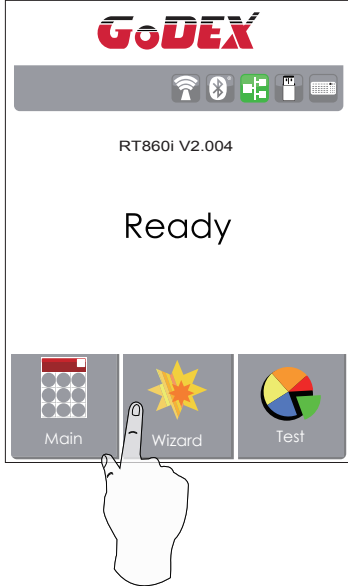 GoDEX
RT860i V2.004
Ready
Main
Wizard
Test